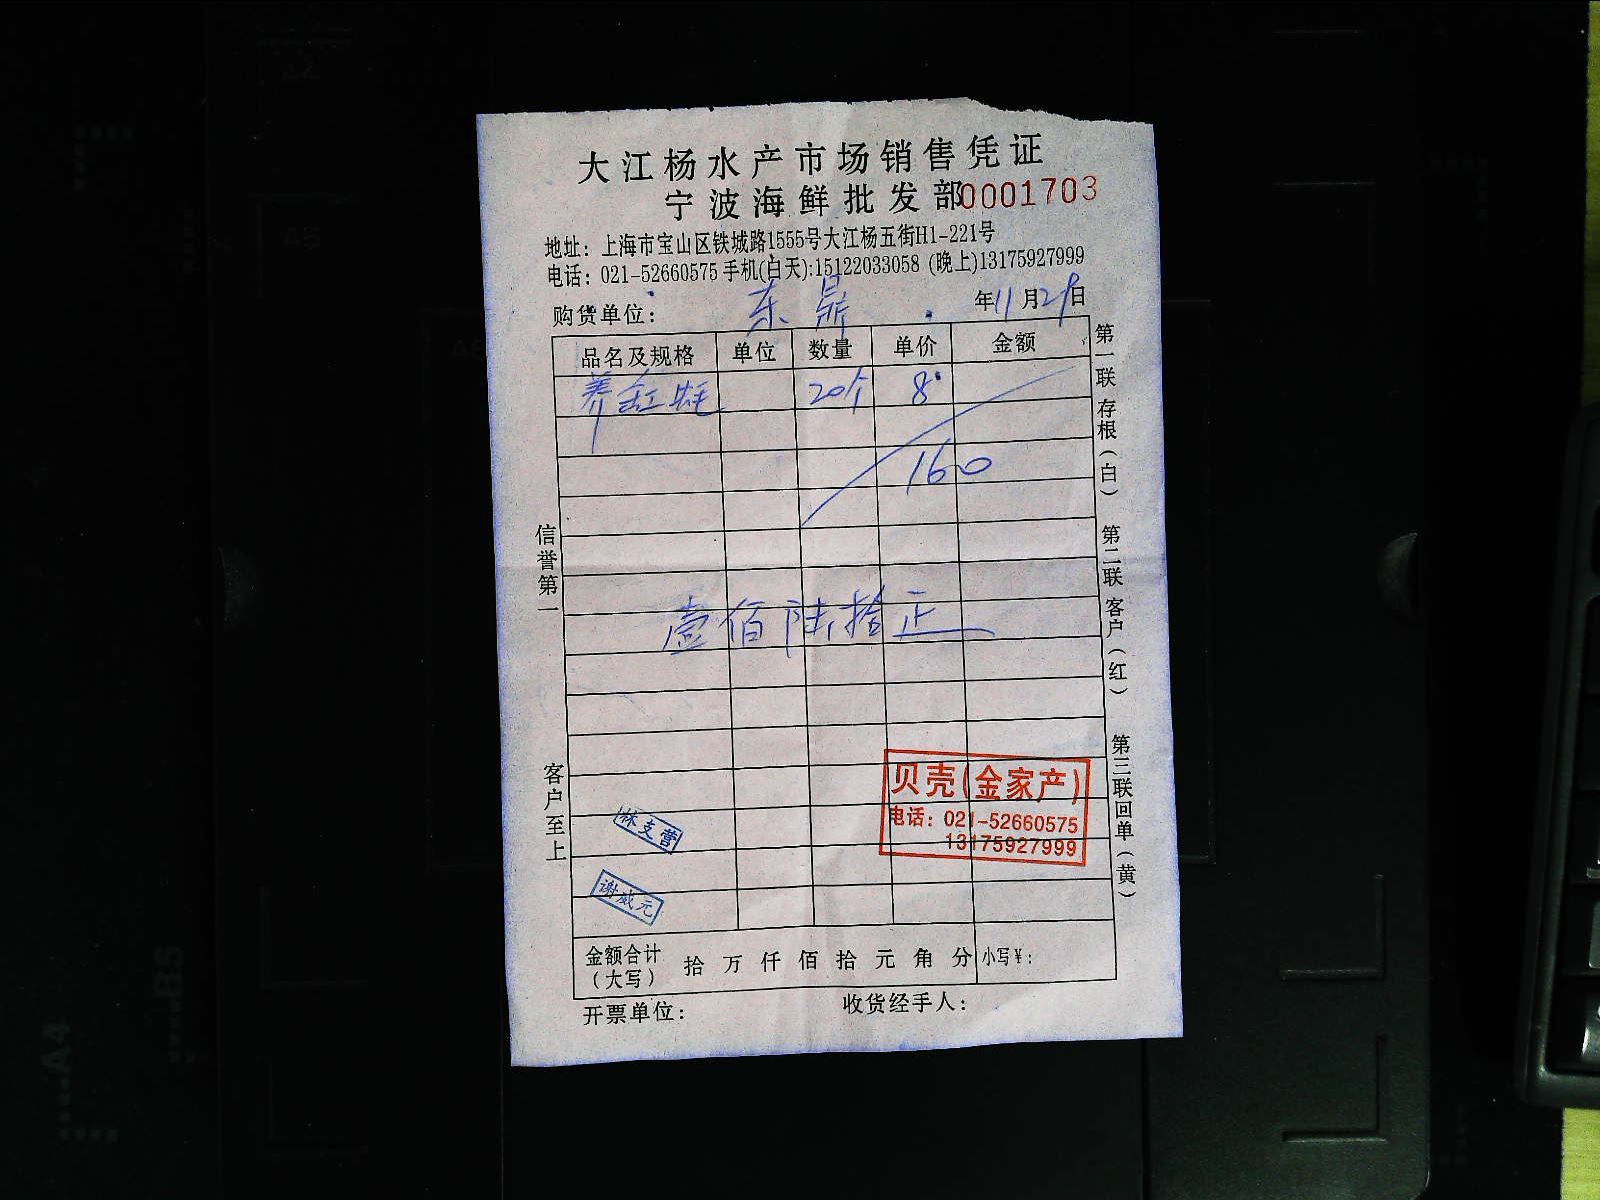 大江杨水产市场销售凭证
宁波海鲜批发部0001703
地址：上海市宝山区铁城路1555号大江杨五街H1-221号
电话：021-52660575 手机(白天):15122033058 (晚上)13175927999
购货单位：东鼎 年11月29日
品名及规格 单位 数量 单价 金额
养缸蚝 20个 8
160
壹佰陆拾正
贝壳(金家产)
电话：021-52660575
13175927999
林支营
谢威元
金额合计（大写） 拾万仟佰拾元角分 小写¥：
开票单位： 收货经手人：
信誉第一
客户至上
第一联存根（白）
第二联客户（红）
第三联回单（黄）
A4
A5
B5
A4